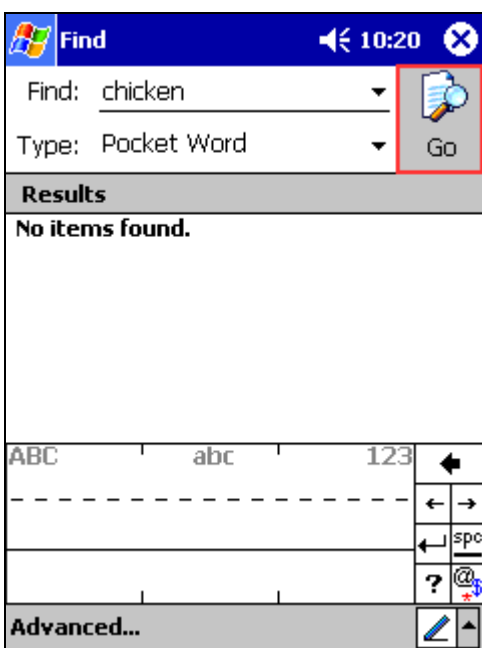 Find 10:20
Find: chicken
Type: Pocket Word
Go
Results
No items found.
ABC abc 123
spc
? @*$
Advanced...